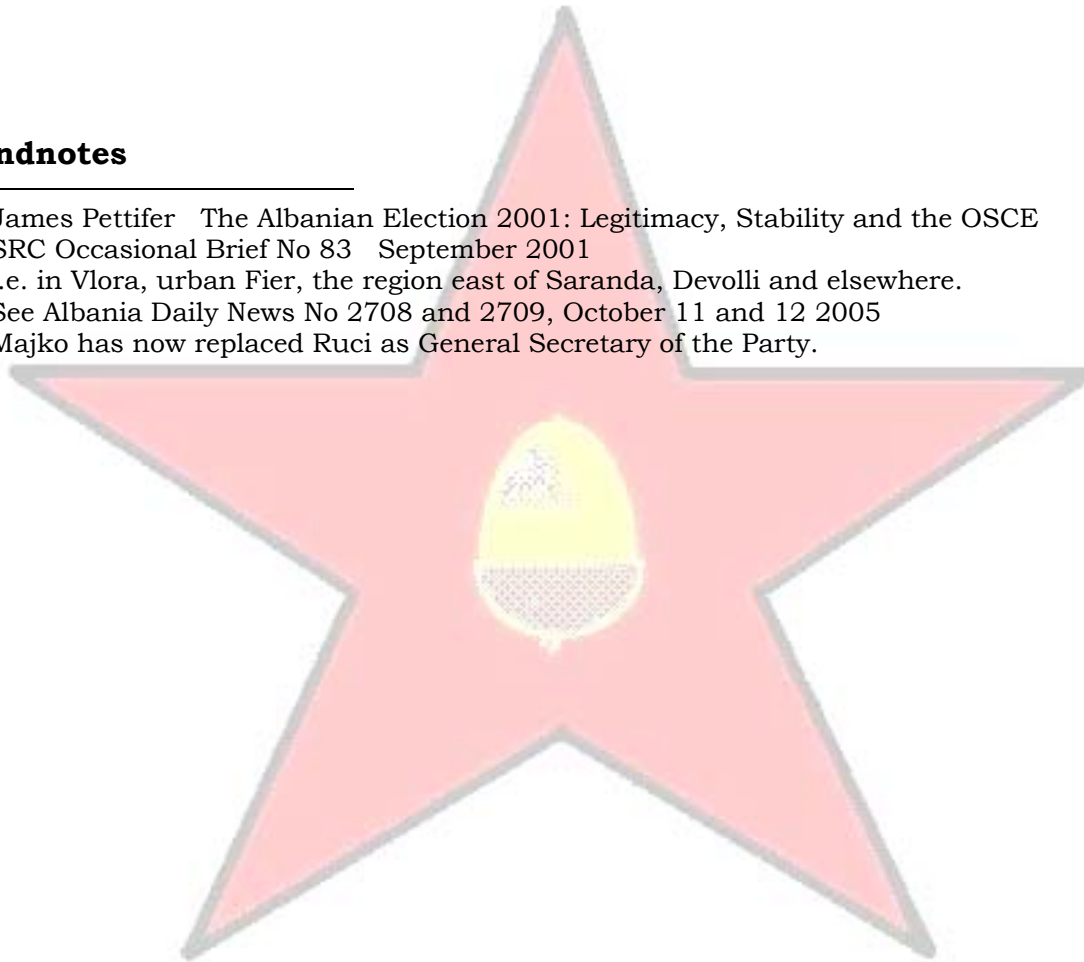 ndnotes
James Pettifer The Albanian Election 2001: Legitimacy, Stability and the OSCE
SRC Occasional Brief No 83 September 2001
.e. in Vlora, urban Fier, the region east of Saranda, Devolli and elsewhere.
See Albania Daily News No 2708 and 2709, October 11 and 12 2005
Majko has now replaced Ruci as General Secretary of the Party.